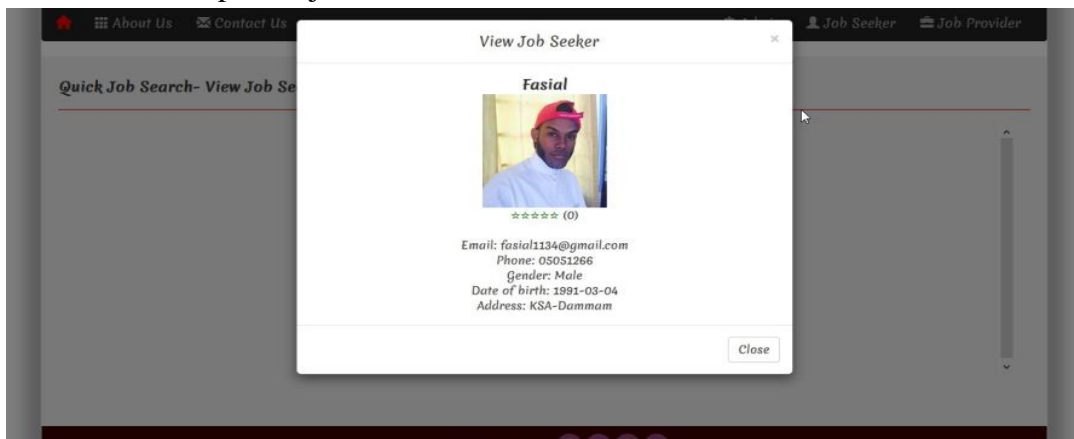 About Us
Contact Us
Job Seeker
Job Provider
View Job Seeker
×
Quick Job Search- View Job Se
Fasial
(0)
Email: fasial1134@gmail.com
Phone: 05051266
Gender: Male
Date of birth: 1991-03-04
Address: KSA-Dammam
Close